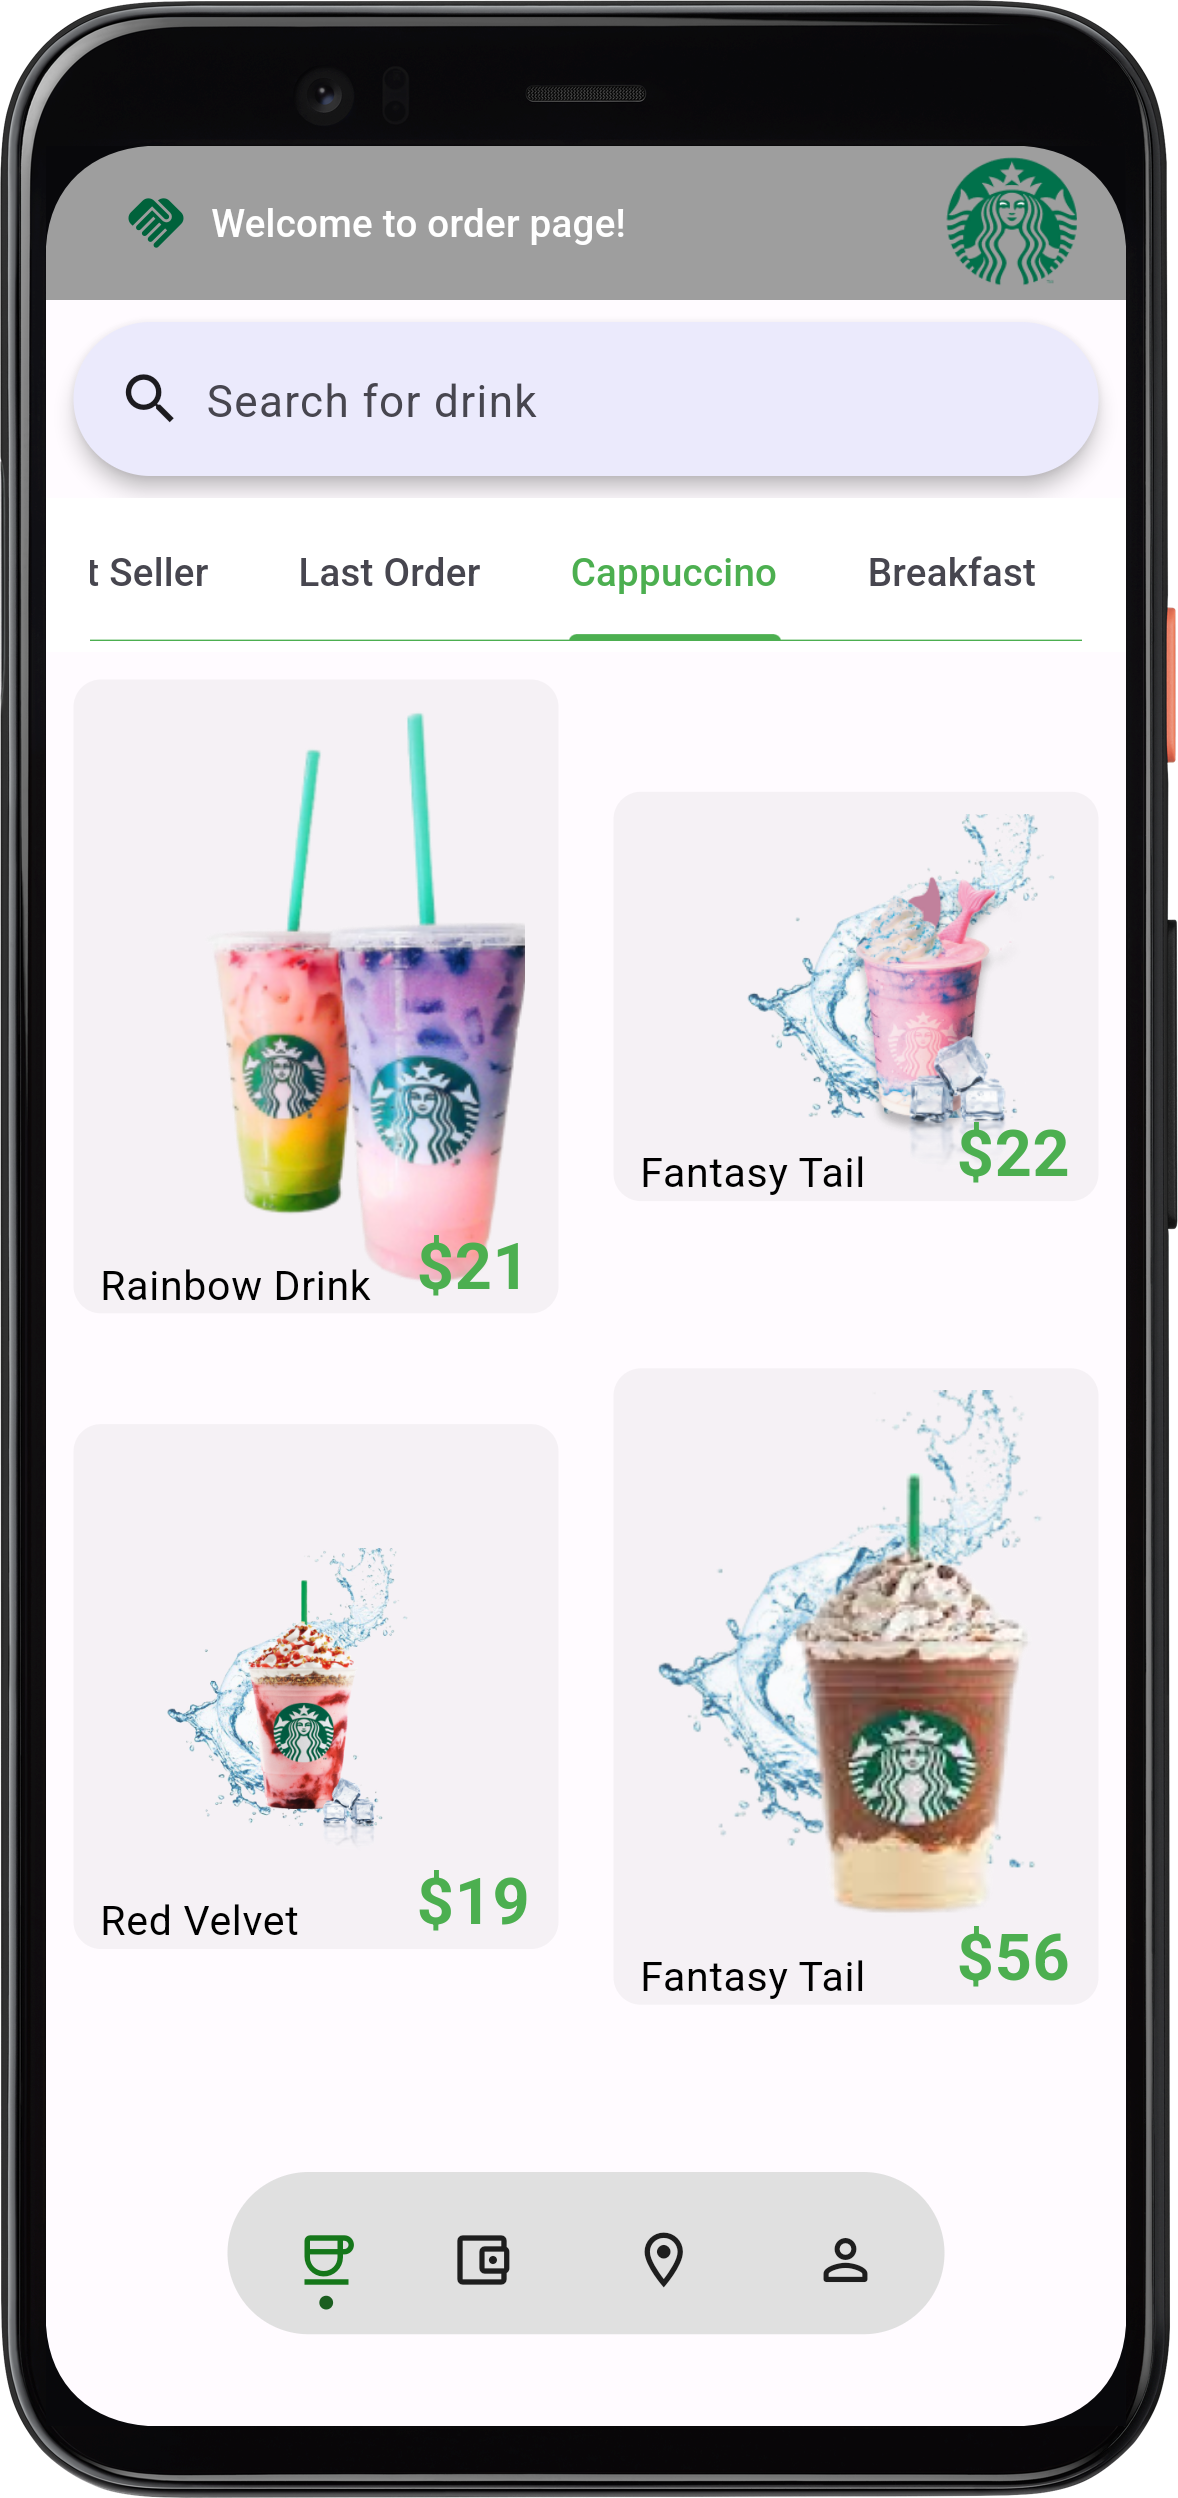 Welcome to order page!
Search for drink
t Seller
Last Order
Cappuccino
Breakfast
Rainbow Drink
$21
Fantasy Tail
$22
Red Velvet
$19
Fantasy Tail
$56